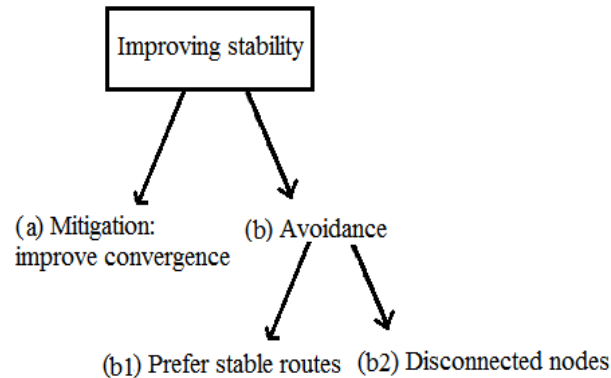 Improving stability
(a) Mitigation:
improve convergence
(b) Avoidance
(b1) Prefer stable routes
(b2) Disconnected nodes